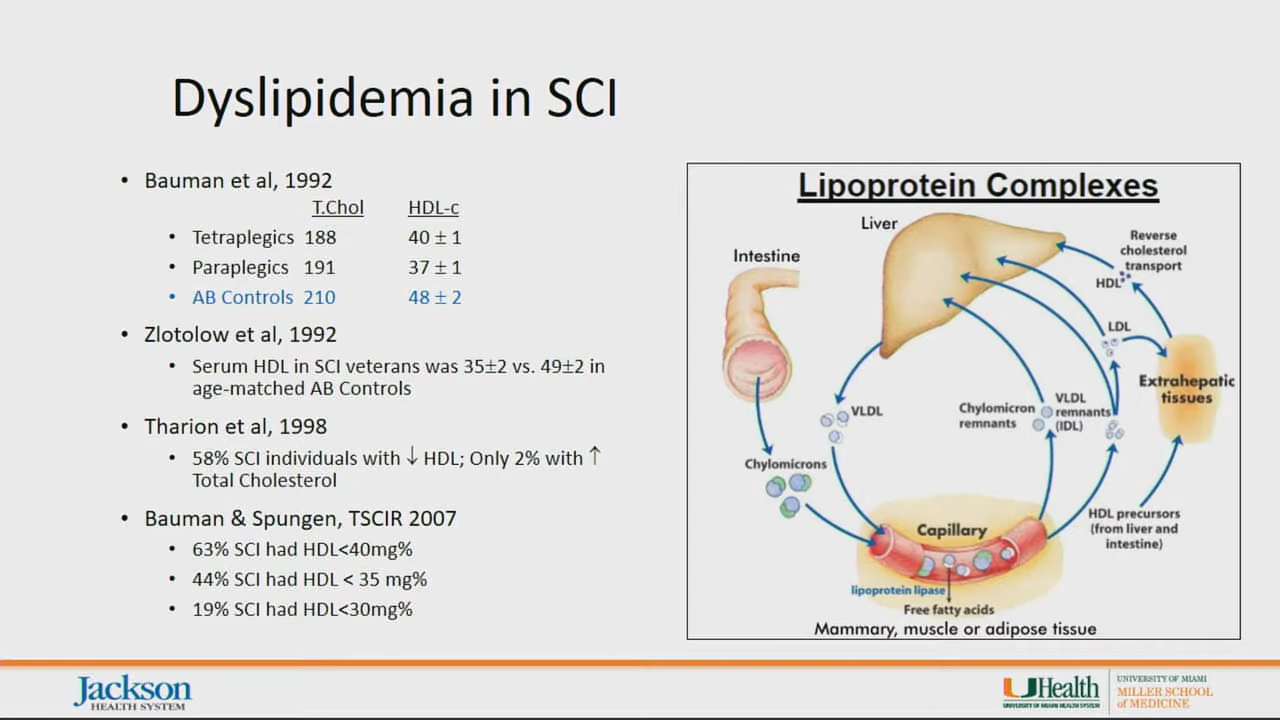 Dyslipidemia in SCI
• Bauman et al, 1992
T.Chol HDL-c
• Tetraplegics 188 40 ± 1
• Paraplegics 191 37 ± 1
• AB Controls 210 48 ± 2
• Zlotolow et al, 1992
• Serum HDL in SCI veterans was 35±2 vs. 49±2 in
age-matched AB Controls
• Tharion et al, 1998
• 58% SCI individuals with ↓ HDL; Only 2% with ↑
Total Cholesterol
• Bauman & Spungen, TSCIR 2007
• 63% SCI had HDL<40mg%
• 44% SCI had HDL < 35 mg%
• 19% SCI had HDL<30mg%
Lipoprotein Complexes
Liver
Intestine
Reverse
cholesterol
transport
HDL
LDL
Extrahepatic
tissues
VLDL
Chylomicron
remnants
VLDL
remnants
(IDL)
Chylomicrons
HDL precursors
(from liver and
intestine)
Capillary
lipoprotein lipase
Free fatty acids
Mammary, muscle or adipose tissue
Jackson
HEALTH SYSTEM
UHealth
UNIVERSITY OF MIAMI HEALTH SYSTEM
UNIVERSITY OF MIAMI
MILLER SCHOOL
of MEDICINE